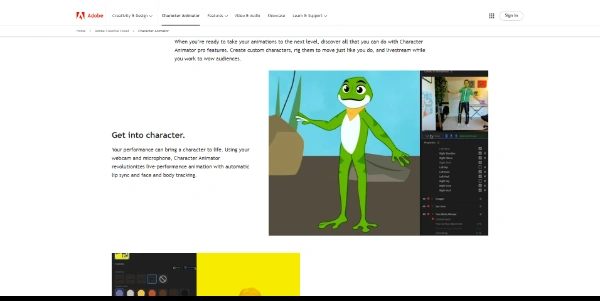 Adobe
Creativity & Design
Character Animator
Features
Video & audio
Showcase
Learn & Support
Sign in
Home / Adobe Creative Cloud / Character Animator
When you're ready to take your animations to the next level, discover all that you can do with Character
Animator pro features. Create custom characters, rig them to move just like you do, and livestream while
you work to wow audiences.
Get into character.
Your performance can bring a character to life. Using your
webcam and microphone, Character Animator
revolutionizes live-performance animation with automatic
lip sync and face and body tracking.